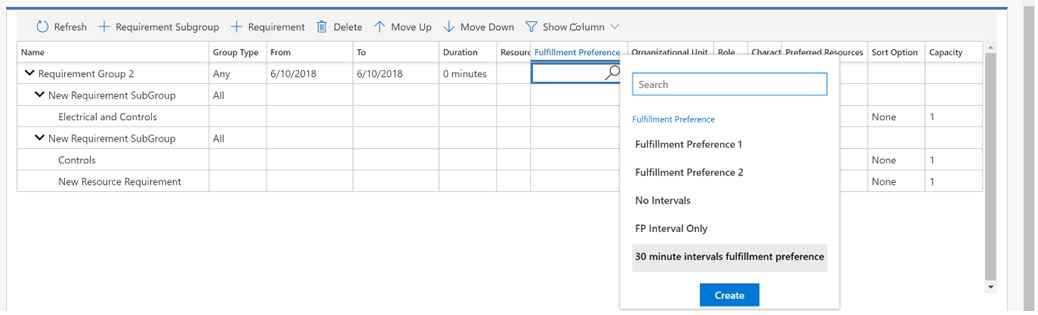 Refresh + Requirement Subgroup + Requirement Delete Move Up Move Down Show Column
Name Group Type From To Duration Resourc Fulfillment Preference Organizational Unit Role Charact Preferred Resources Sort Option Capacity
Requirement Group 2 Any 6/10/2018 6/10/2018 0 minutes
Search
New Requirement SubGroup All
Electrical and Controls None 1
Fulfillment Preference
New Requirement SubGroup All
Fulfillment Preference 1
Controls None 1
Fulfillment Preference 2
New Resource Requirement None 1
No Intervals
FP Interval Only
30 minute intervals fulfillment preference
Create